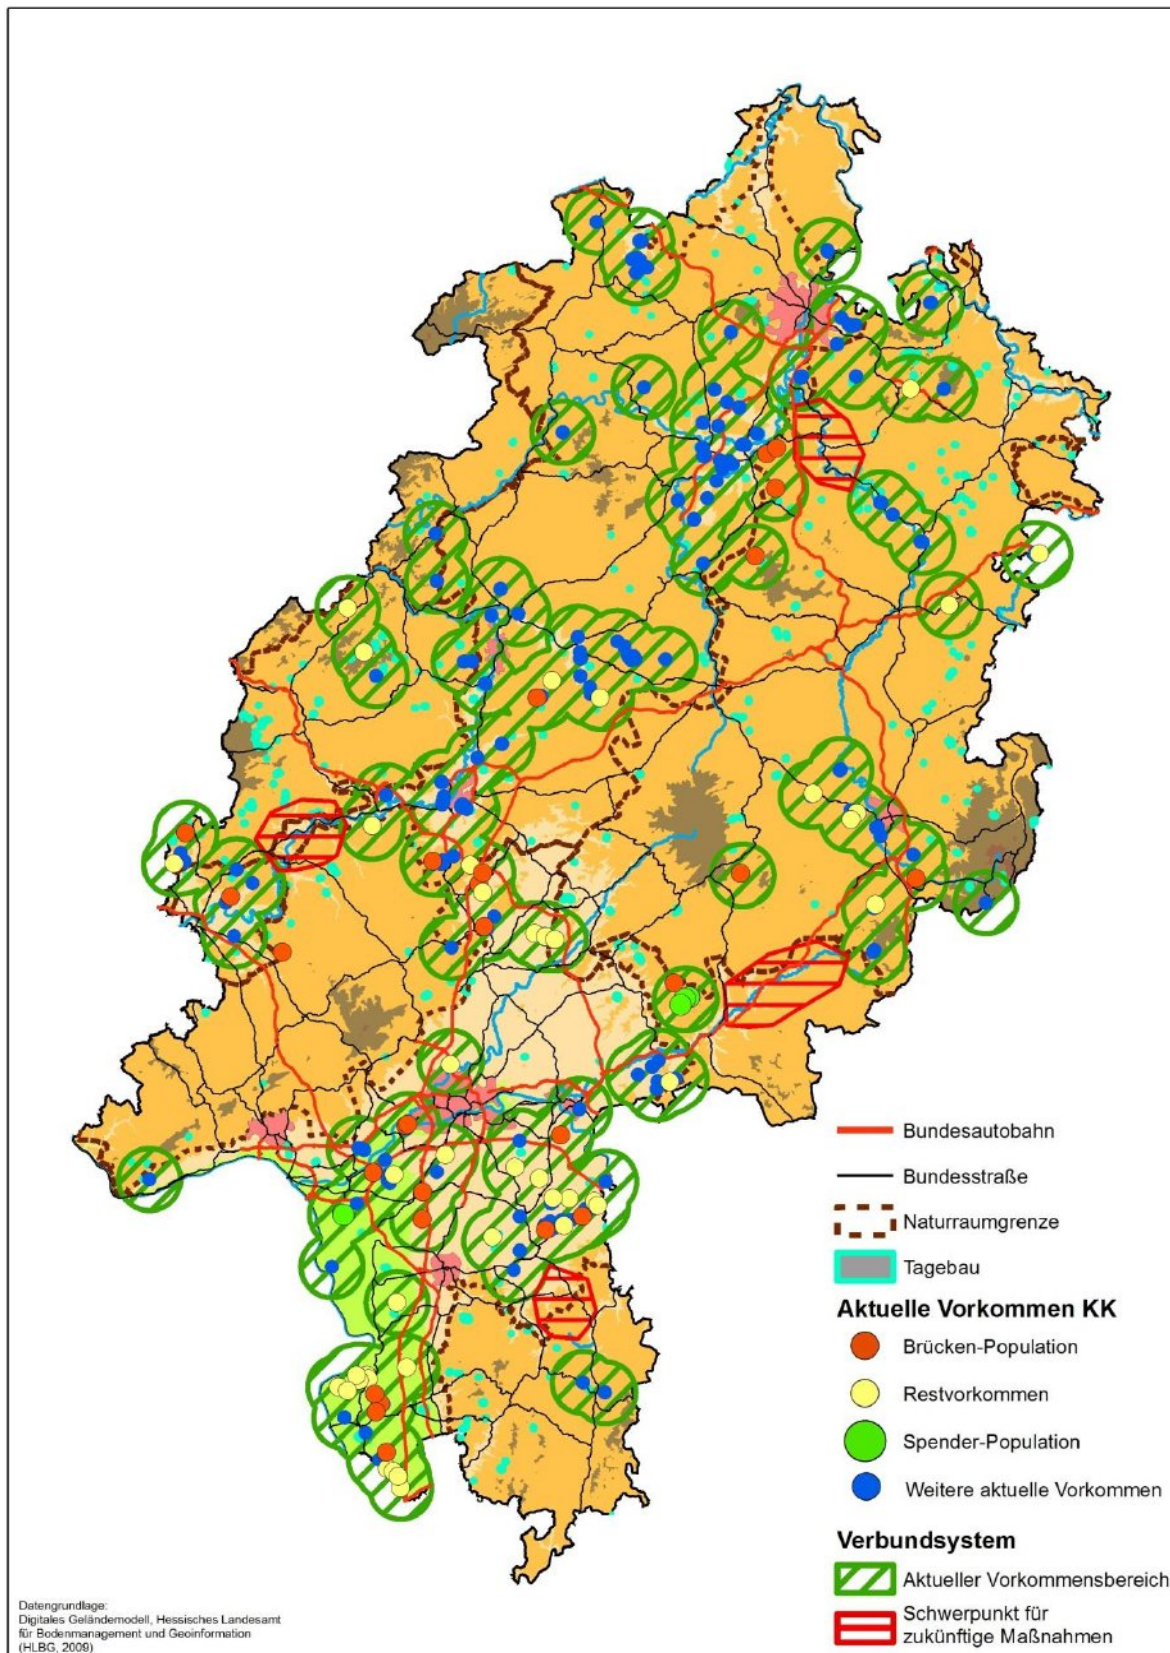 Bundesautobahn
Bundesstraße
Naturraumgrenze
Tagebau
Aktuelle Vorkommen KK
Brücken-Population
Restvorkommen
Spender-Population
Weitere aktuelle Vorkommen
Verbundsystem
Aktueller Vorkommensbereich
Schwerpunkt für
zukünftige Maßnahmen
Datengrundlage:
Digitales Geländemodell, Hessisches Landesamt
für Bodenmanagement und Geoinformation
(HLBG, 2009)